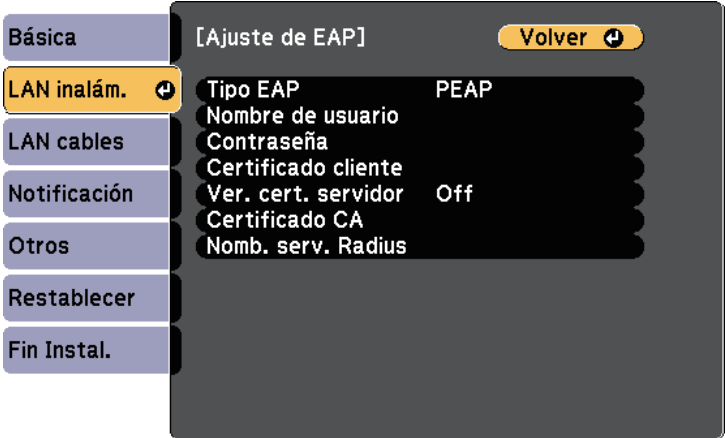 Básica
LAN inalám.
LAN cables
Notificación
Otros
Restablecer
Fin Instal.
[Ajuste de EAP]
Volver
Tipo EAP PEAP
Nombre de usuario
Contraseña
Certificado cliente
Ver. cert. servidor Off
Certificado CA
Nomb. serv. Radius